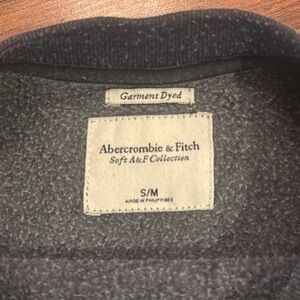 Garment Dyed
Abercrombie & Fitch
Soft A&F Collection
S/M
MADE IN PHILIPPINES